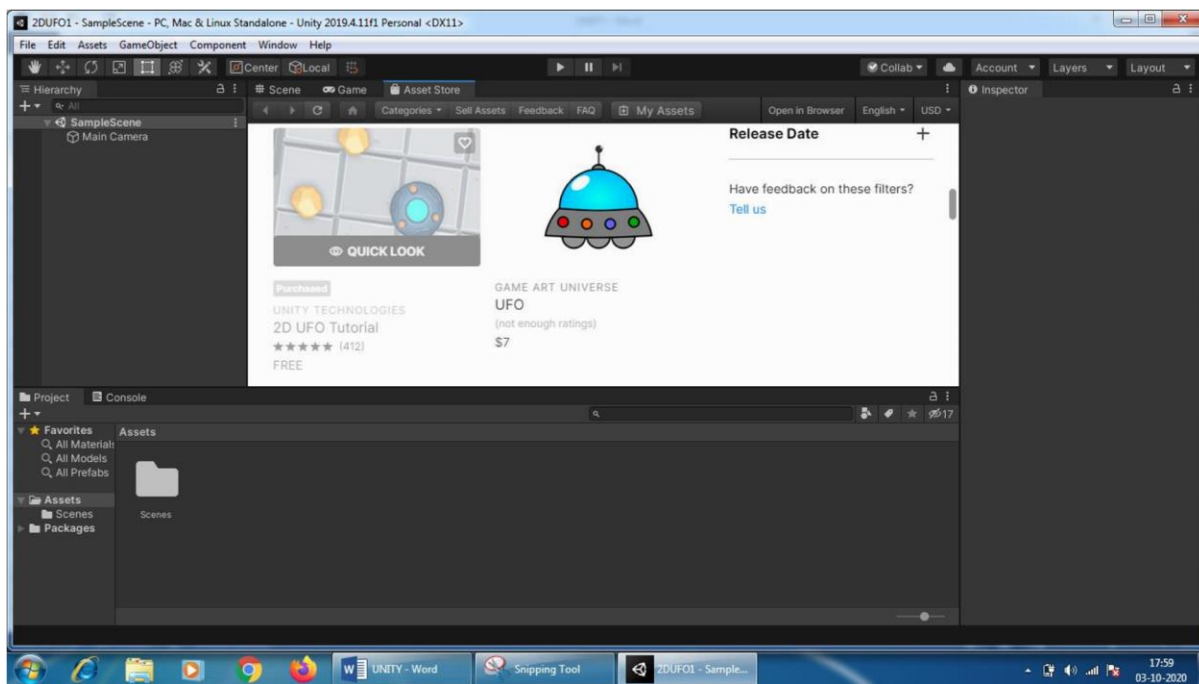 2DUFO1 - SampleScene - PC, Mac & Linux Standalone - Unity 2019.4.11f1 Personal <DX11>
File Edit Assets GameObject Component Window Help
Center Local Collab Account Layers Layout
Hierarchy Scene Game Asset Store Inspector
All Categories Sell Assets Feedback FAQ My Assets Open in Browser English USD
SampleScene
Main Camera
Release Date
Have feedback on these filters?
Tell us
QUICK LOOK
Purchased
UNITY TECHNOLOGIES
2D UFO Tutorial
(412)
FREE
GAME ART UNIVERSE
UFO
(not enough ratings)
$7
Project Console
17
Favorites
All Materials
All Models
All Prefabs
Assets
Scenes
Packages
Assets
Scenes
UNITY - Word Snipping Tool 2DUFO1 - Sample...
17:59
03-10-2020